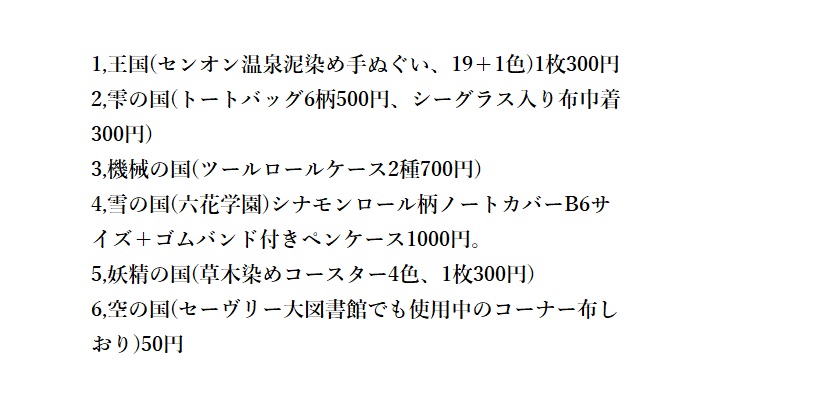 1,王国(センオン温泉泥染め手ぬぐい、19＋1色)1枚300円
2,雫の国(トートバッグ6柄500円、シーグラス入り布巾着
300円)
3,機械の国(ツールロールケース2種700円)
4,雪の国(六花学園)シナモンロール柄ノートカバーB6サ
イズ＋ゴムバンド付きペンケース1000円。
5,妖精の国(草木染めコースター4色、1枚300円)
6,空の国(セーヴリー大図書館でも使用中のコーナー布し
おり)50円